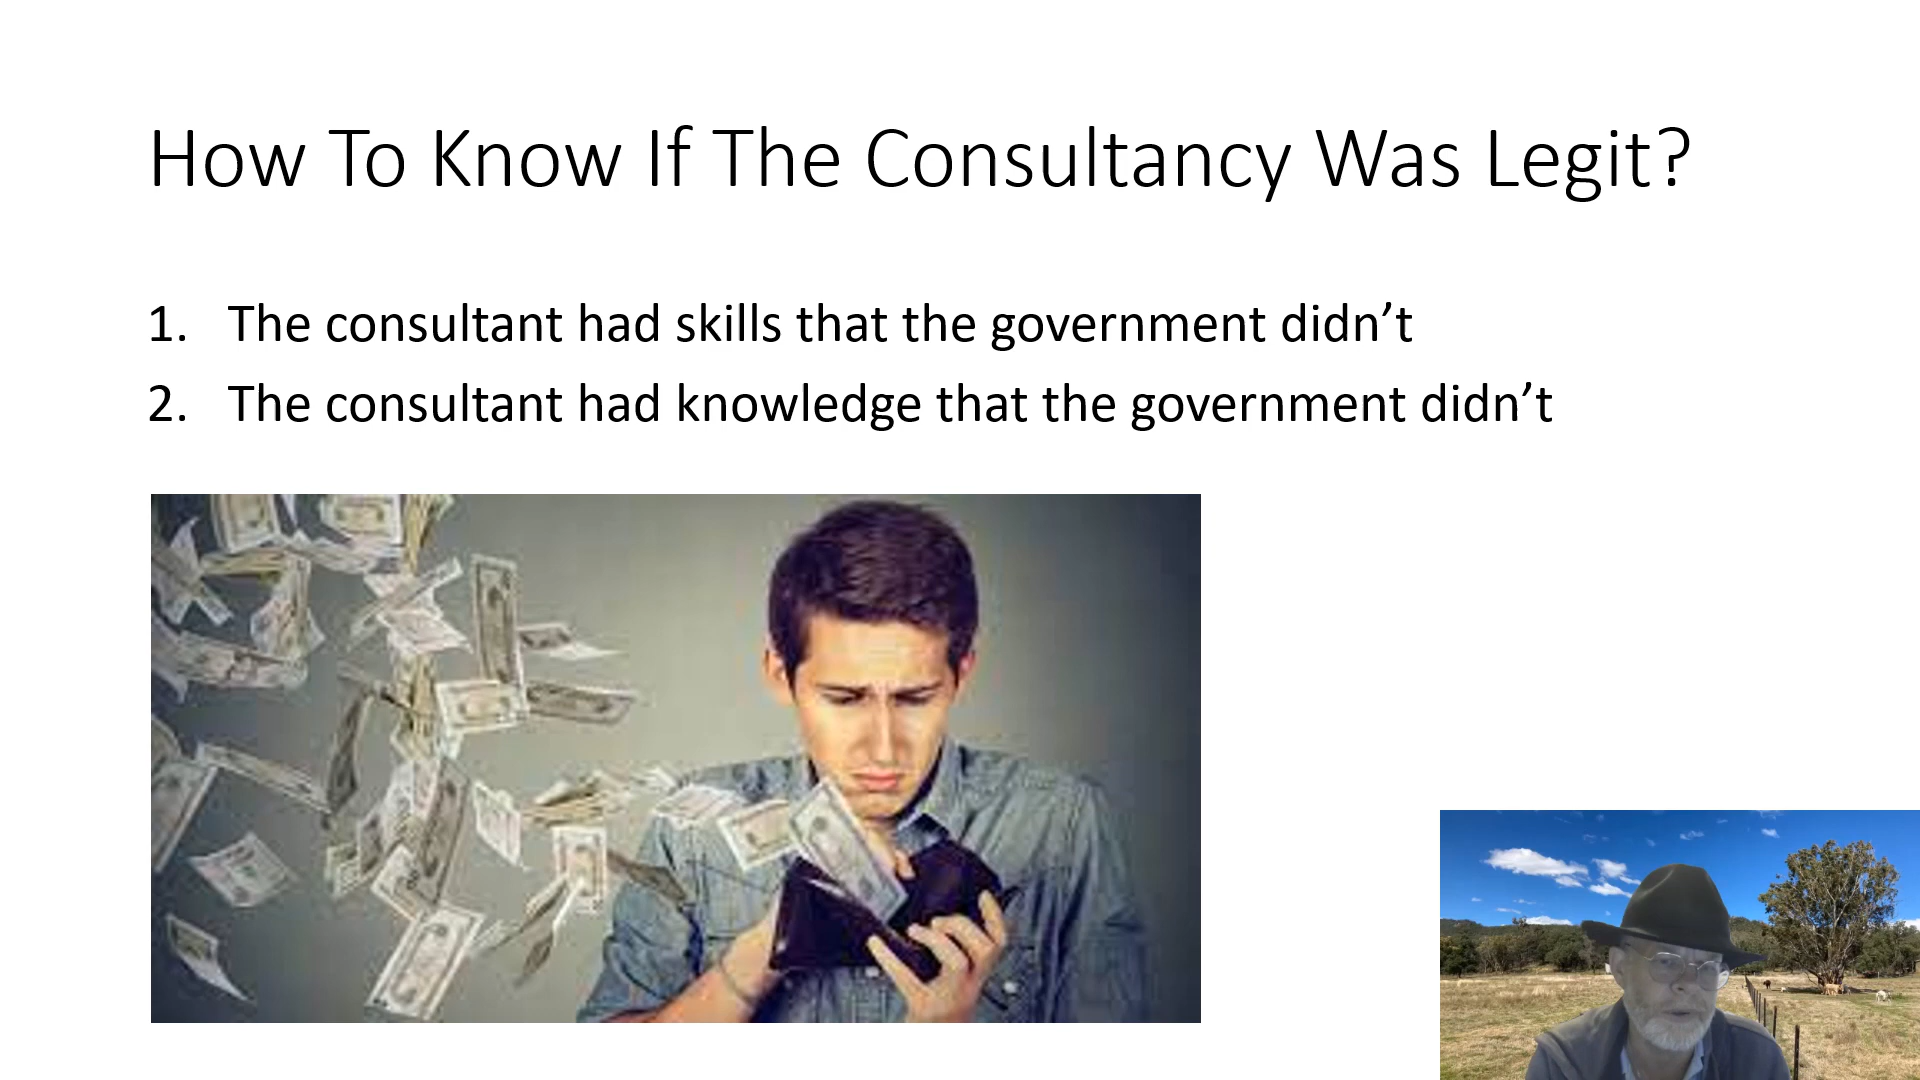 How To Know If The Consultancy Was Legit?
1. The consultant had skills that the government didn’t
2. The consultant had knowledge that the government didn’t